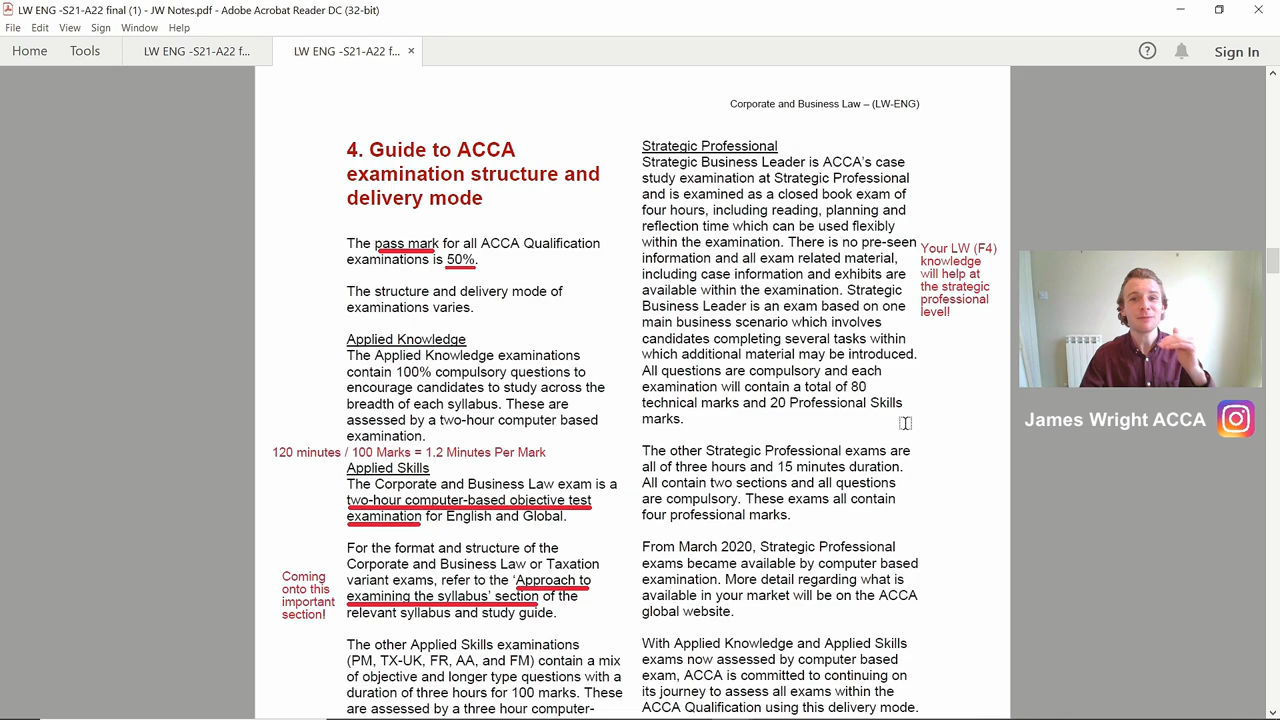 LW ENG -S21-A22 final (1) - JW Notes.pdf - Adobe Acrobat Reader DC (32-bit)
File Edit View Sign Window Help
Home Tools LW ENG -S21-A22 f... LW ENG -S21-A22 f... × Sign In
Corporate and Business Law – (LW-ENG)
4. Guide to ACCA
examination structure and
delivery mode
The pass mark for all ACCA Qualification
examinations is 50%.
The structure and delivery mode of
examinations varies.
Applied Knowledge
The Applied Knowledge examinations
contain 100% compulsory questions to
encourage candidates to study across the
breadth of each syllabus. These are
assessed by a two-hour computer based
examination.
120 minutes / 100 Marks = 1.2 Minutes Per Mark
Applied Skills
The Corporate and Business Law exam is a
two-hour computer-based objective test
examination for English and Global.
For the format and structure of the
Corporate and Business Law or Taxation
variant exams, refer to the ‘Approach to
examining the syllabus’ section of the
relevant syllabus and study guide.
Coming
onto this
important
section!
The other Applied Skills examinations
(PM, TX-UK, FR, AA, and FM) contain a mix
of objective and longer type questions with a
duration of three hours for 100 marks. These
are assessed by a three hour computer-
Strategic Professional
Strategic Business Leader is ACCA’s case
study examination at Strategic Professional
and is examined as a closed book exam of
four hours, including reading, planning and
reflection time which can be used flexibly
within the examination. There is no pre-seen
information and all exam related material,
including case information and exhibits are
available within the examination. Strategic
Business Leader is an exam based on one
main business scenario which involves
candidates completing several tasks within
which additional material may be introduced.
All questions are compulsory and each
examination will contain a total of 80
technical marks and 20 Professional Skills
marks.
Your LW (F4)
knowledge
will help at
the strategic
professional
level!
The other Strategic Professional exams are
all of three hours and 15 minutes duration.
All contain two sections and all questions
are compulsory. These exams all contain
four professional marks.
From March 2020, Strategic Professional
exams became available by computer based
examination. More detail regarding what is
available in your market will be on the ACCA
global website.
With Applied Knowledge and Applied Skills
exams now assessed by computer based
exam, ACCA is committed to continuing on
its journey to assess all exams within the
ACCA Qualification using this delivery mode.
James Wright ACCA